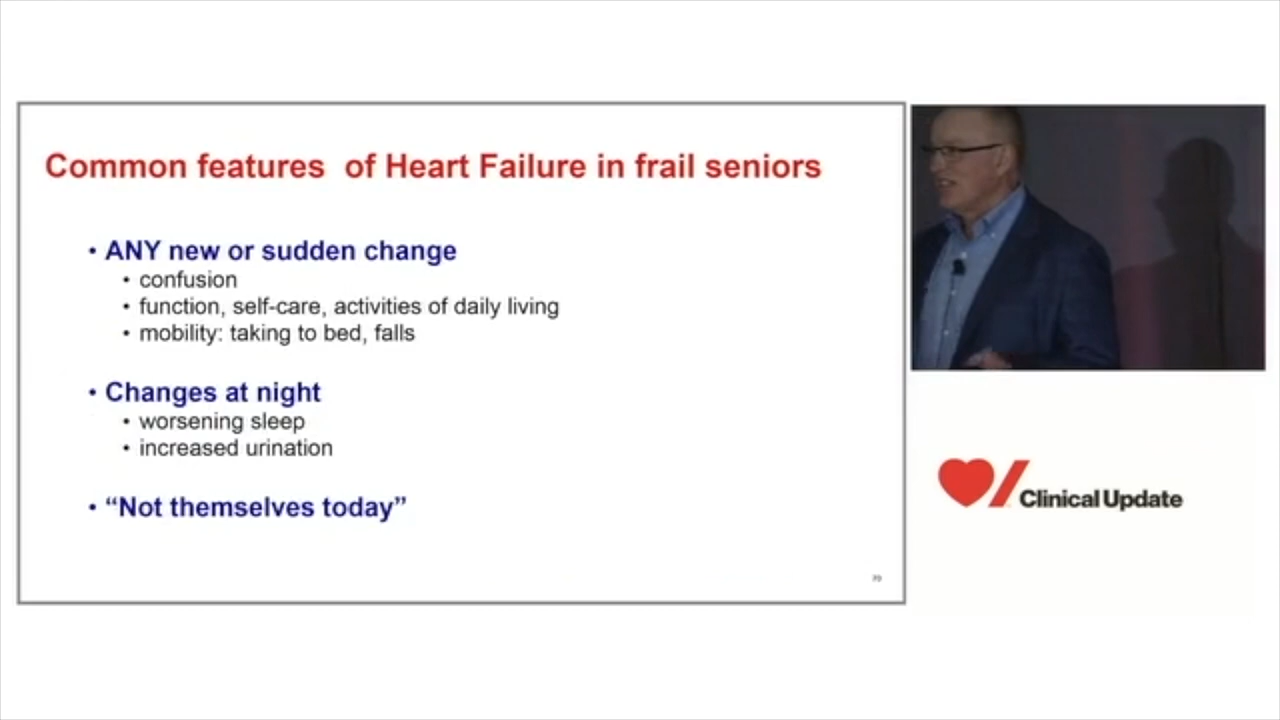 Common features of Heart Failure in frail seniors
• ANY new or sudden change
• confusion
• function, self-care, activities of daily living
• mobility: taking to bed, falls
• Changes at night
• worsening sleep
• increased urination
• “Not themselves today”
Clinical Update